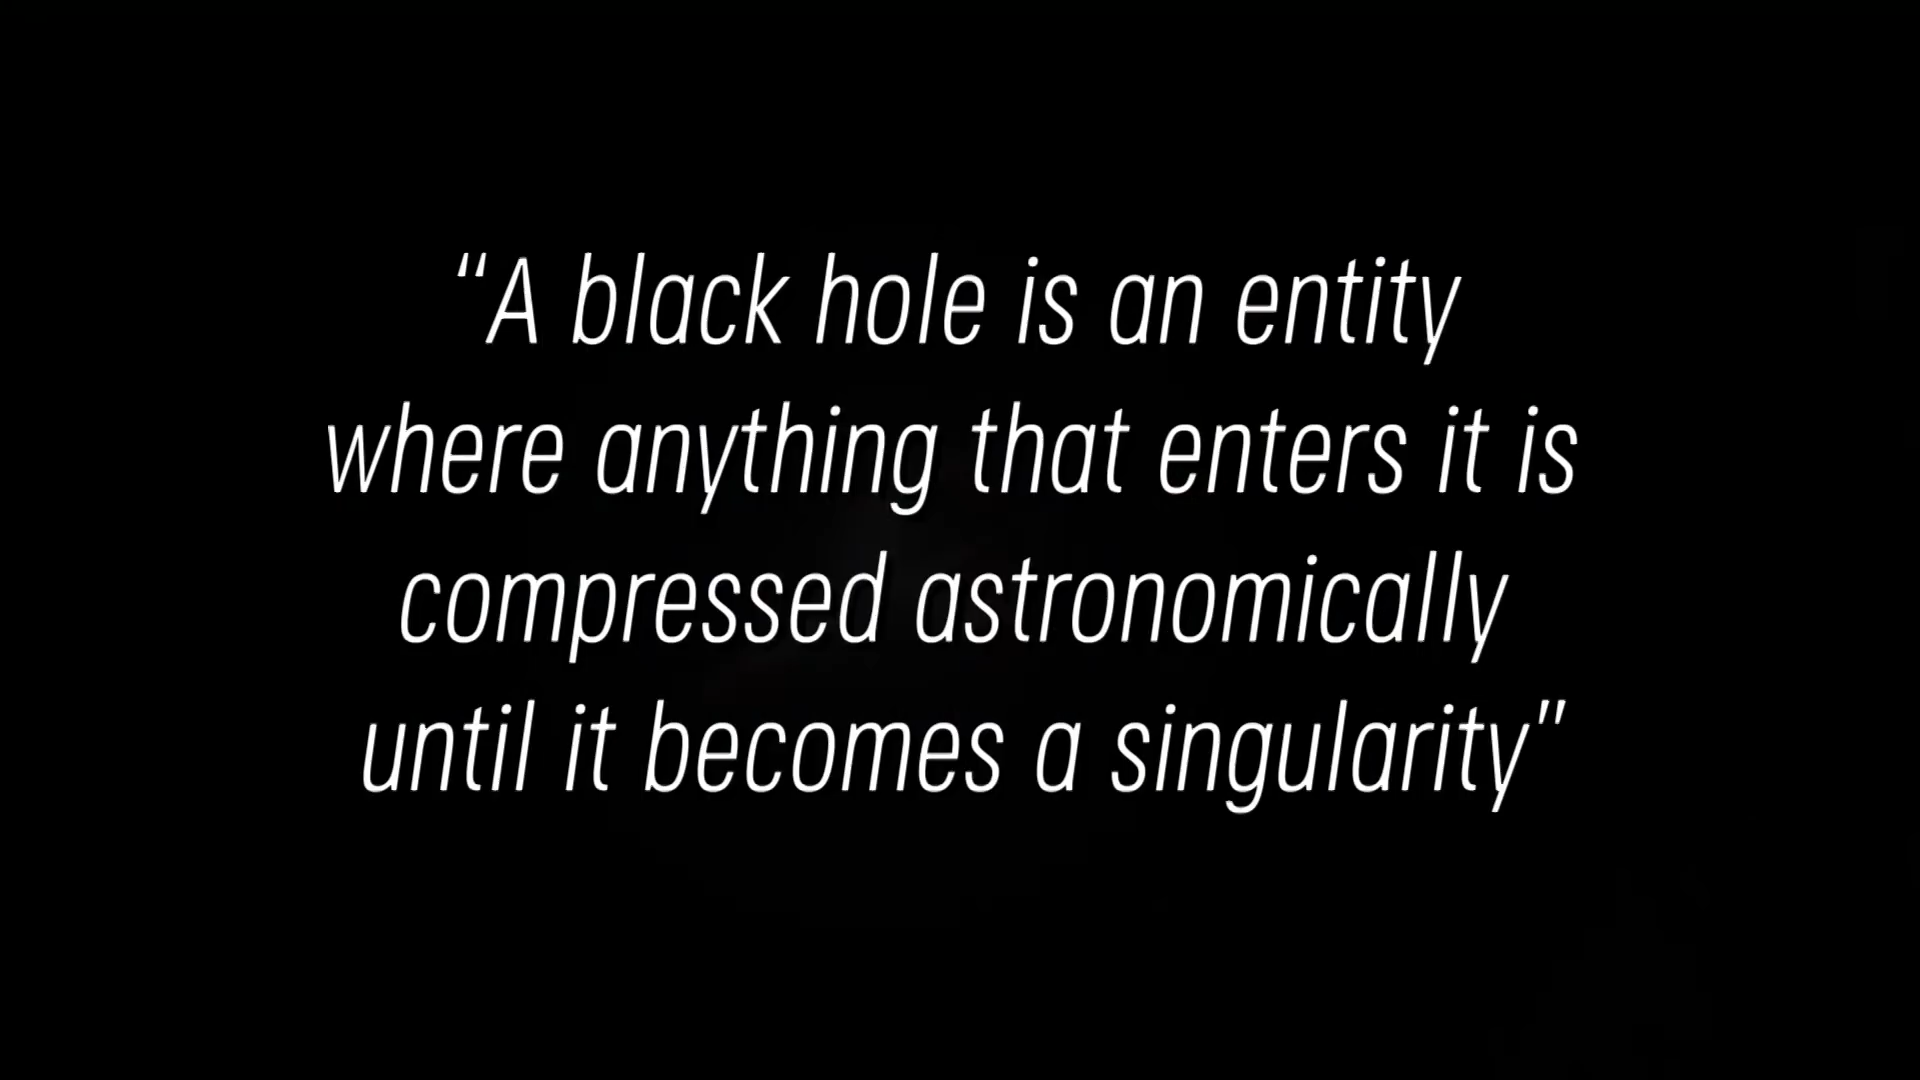 “A black hole is an entity
where anything that enters it is
compressed astronomically
until it becomes a singularity”